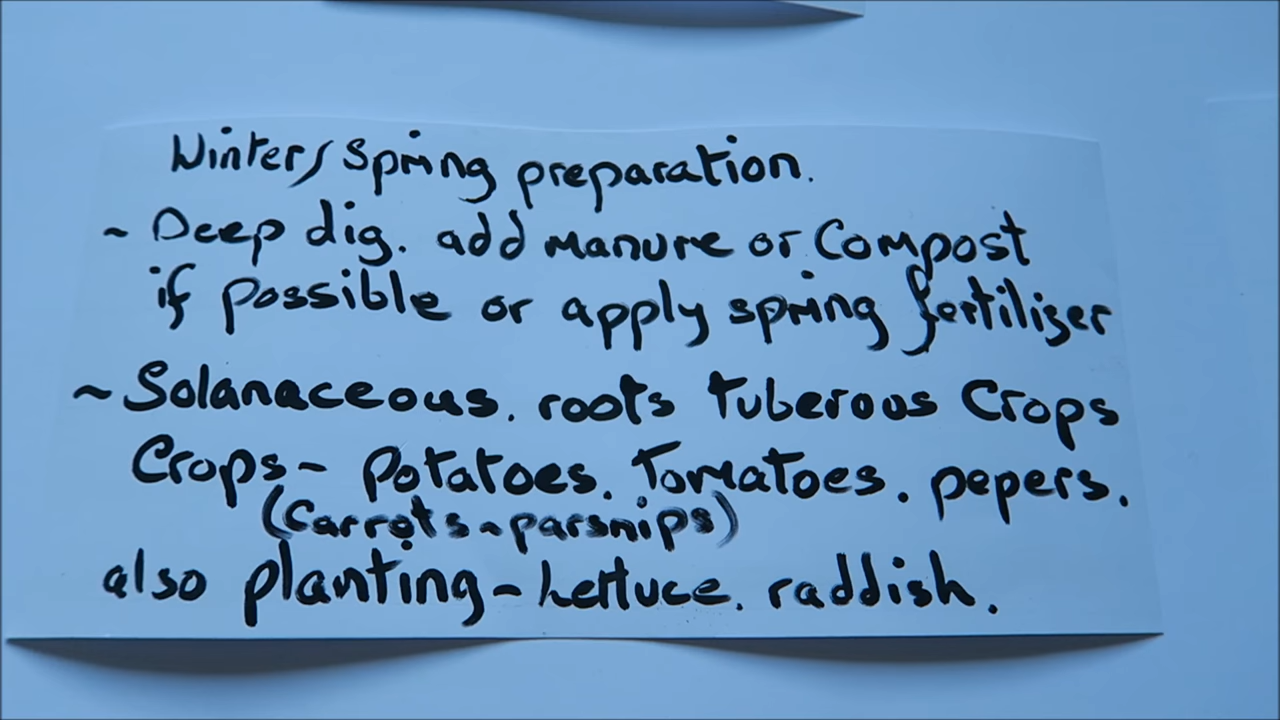 Winter/Spring preparation.
~ Deep dig. add manure or Compost
if possible or apply spring fertilizer
~ Solanaceous. roots tuberous Crops
Crops~ Potatoes. Tomatoes. pepers.
(Carrots~parsnips)
also planting~ Lettuce. raddish.